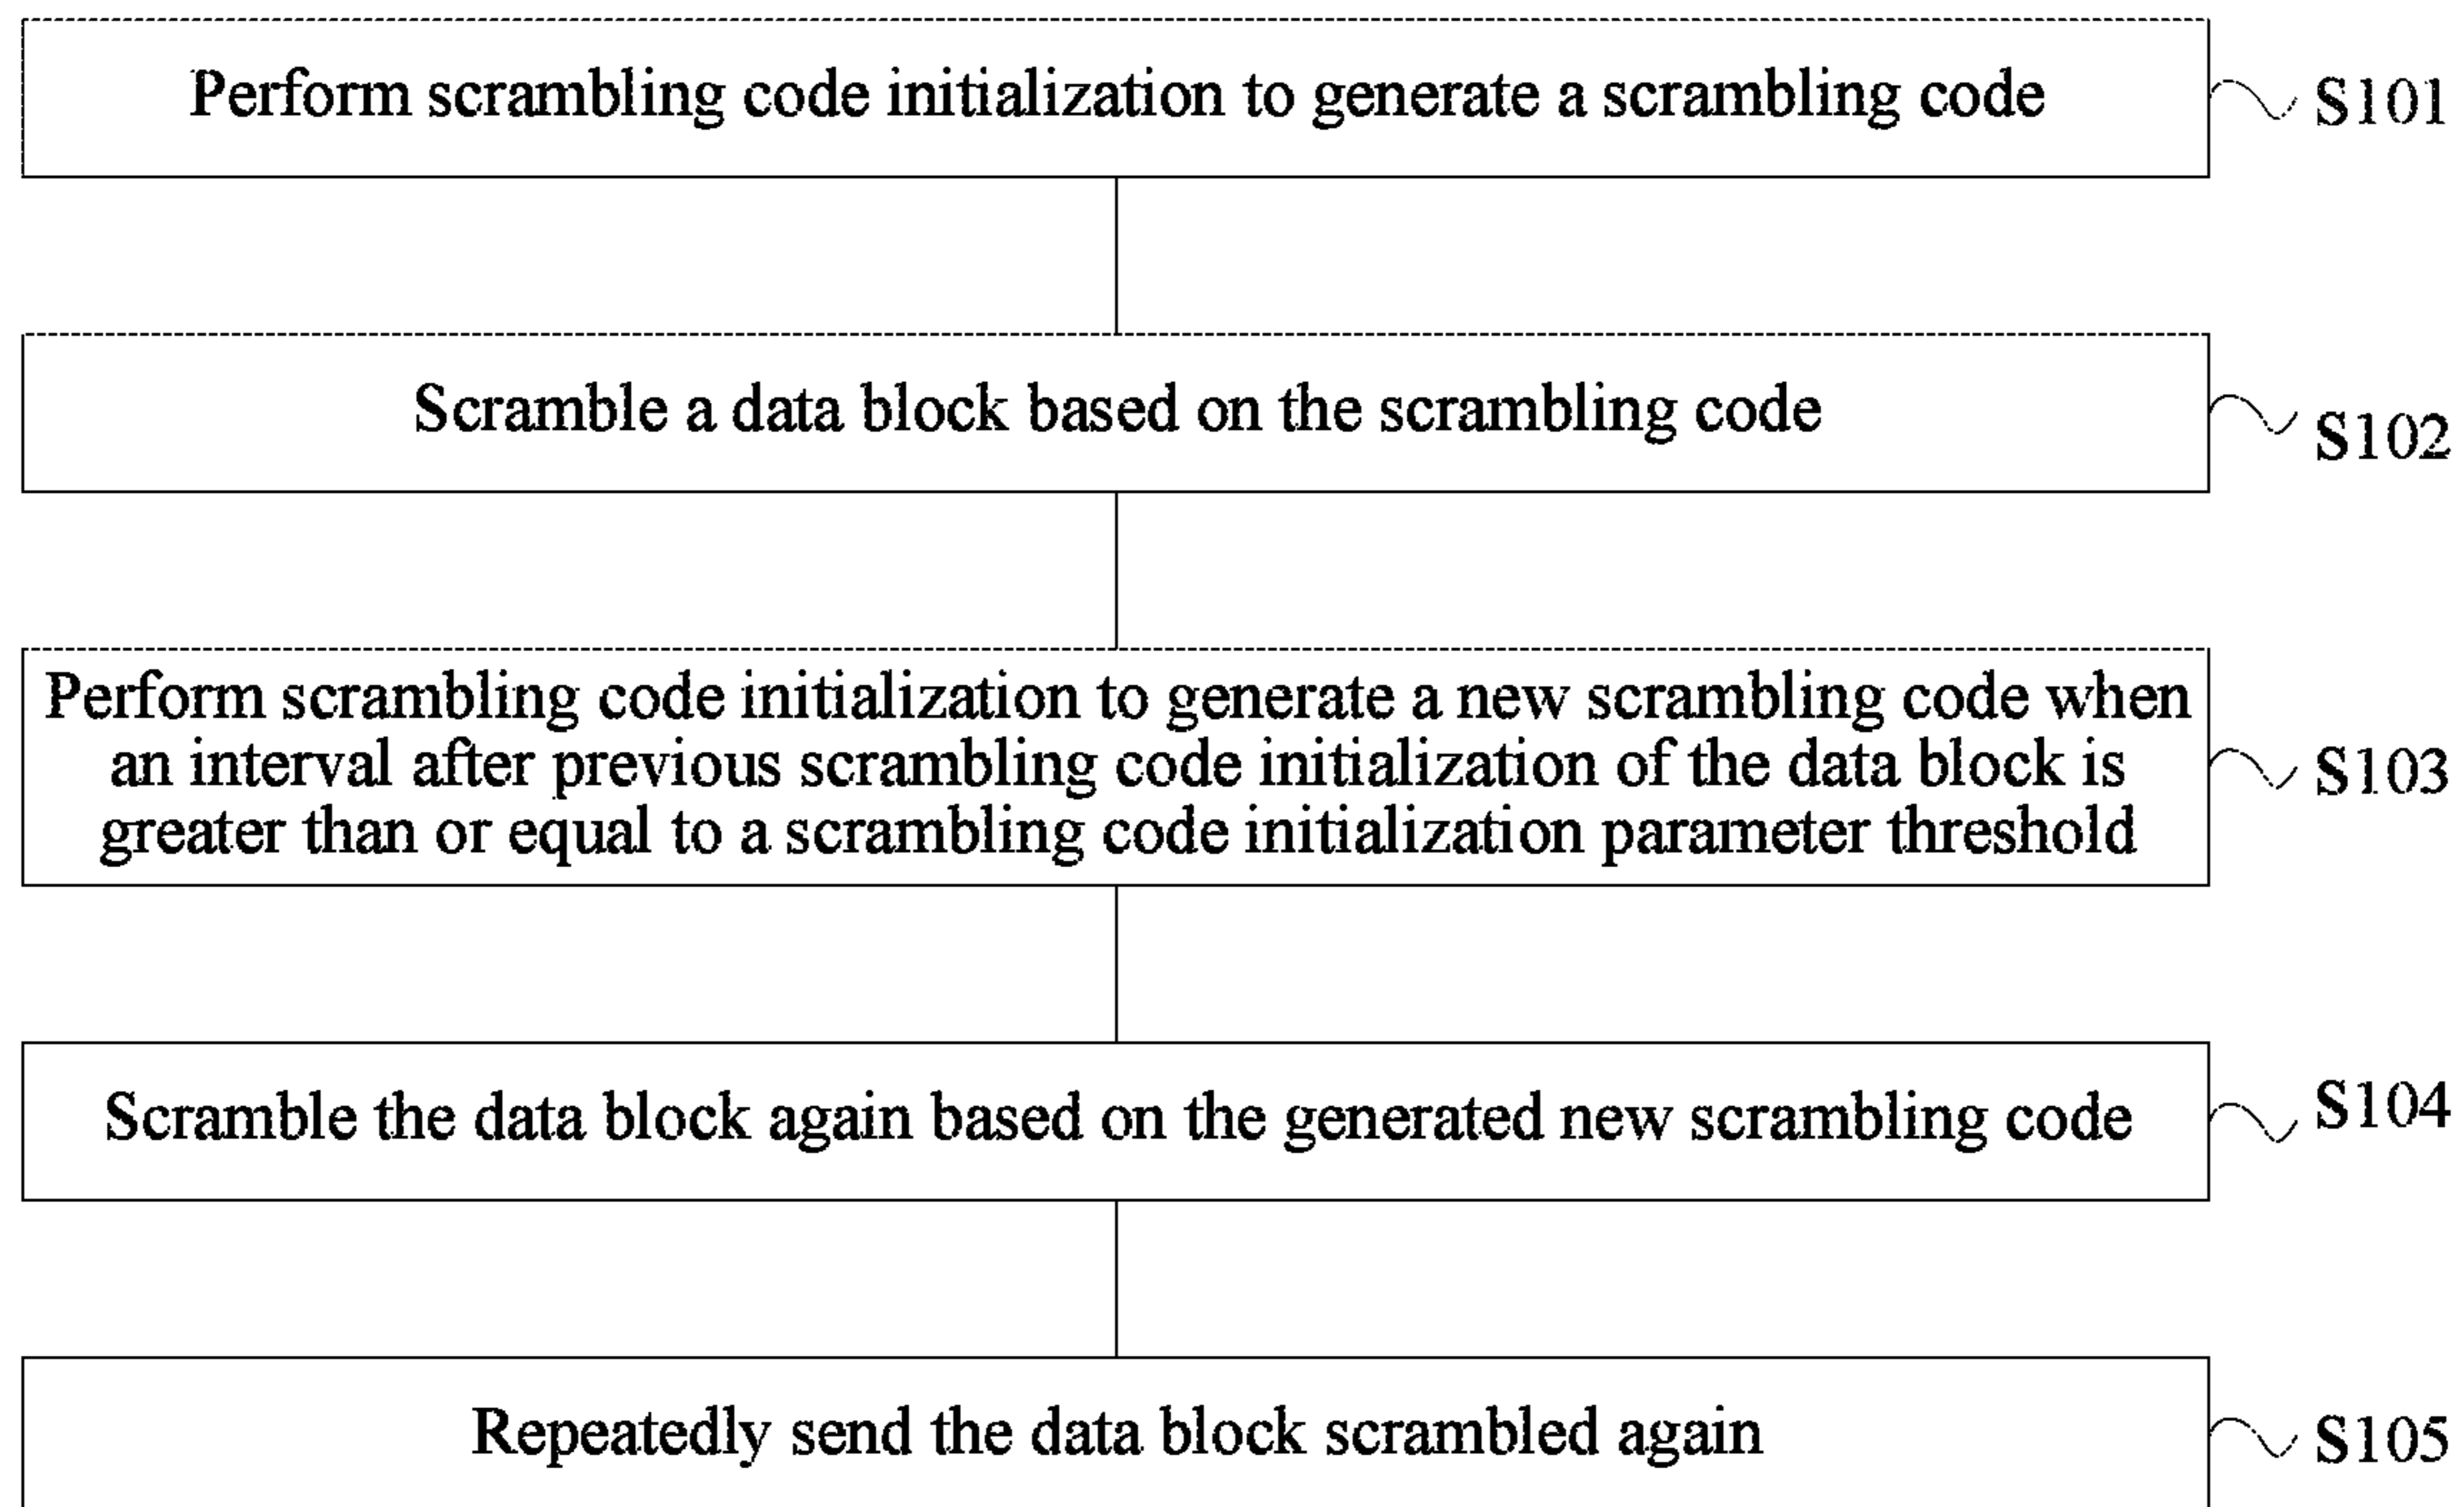 Perform scrambling code initialization to generate a scrambling code
S101
Scramble a data block based on the scrambling code
S102
Perform scrambling code initialization to generate a new scrambling code when
an interval after previous scrambling code initialization of the data block is
greater than or equal to a scrambling code initialization parameter threshold
S103
Scramble the data block again based on the generated new scrambling code
S104
Repeatedly send the data block scrambled again
S105